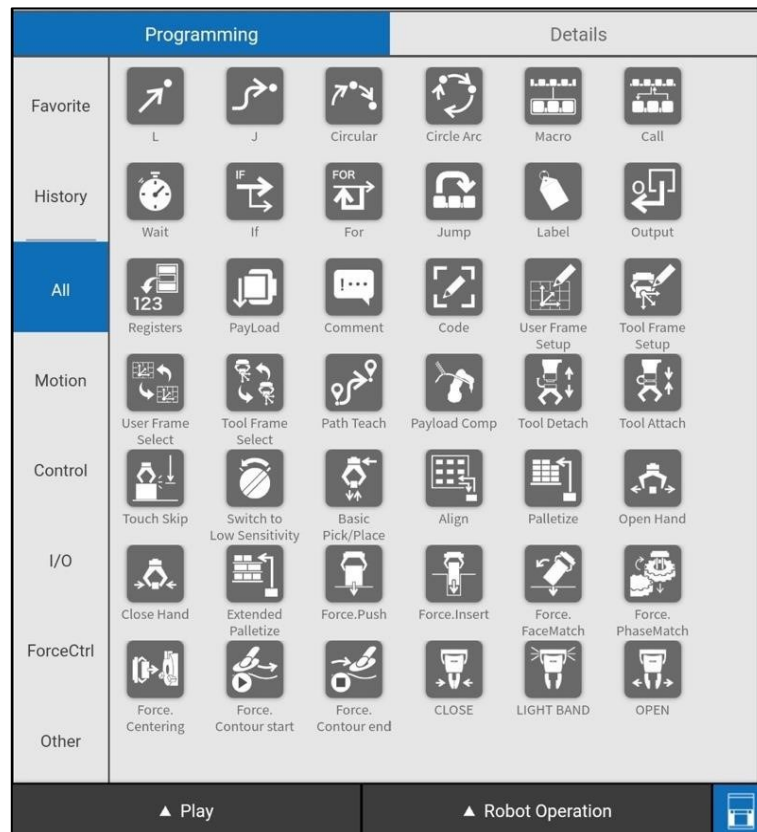 Programming Details
Favorite
History
All
Motion
Control
I/O
ForceCtrl
Other
L J Circular Circle Arc Macro Call
IF FOR
Wait If For Jump Label Output
123
Registers PayLoad Comment Code User Frame Setup Tool Frame Setup
User Frame Select Tool Frame Select Path Teach Payload Comp Tool Detach Tool Attach
Touch Skip Switch to Low Sensitivity Basic Pick/Place Align Palletize Open Hand
Close Hand Extended Palletize Force.Push Force.Insert Force. FaceMatch Force. PhaseMatch
Force. Centering Force. Contour start Force. Contour end CLOSE LIGHT BAND OPEN
▲ Play ▲ Robot Operation